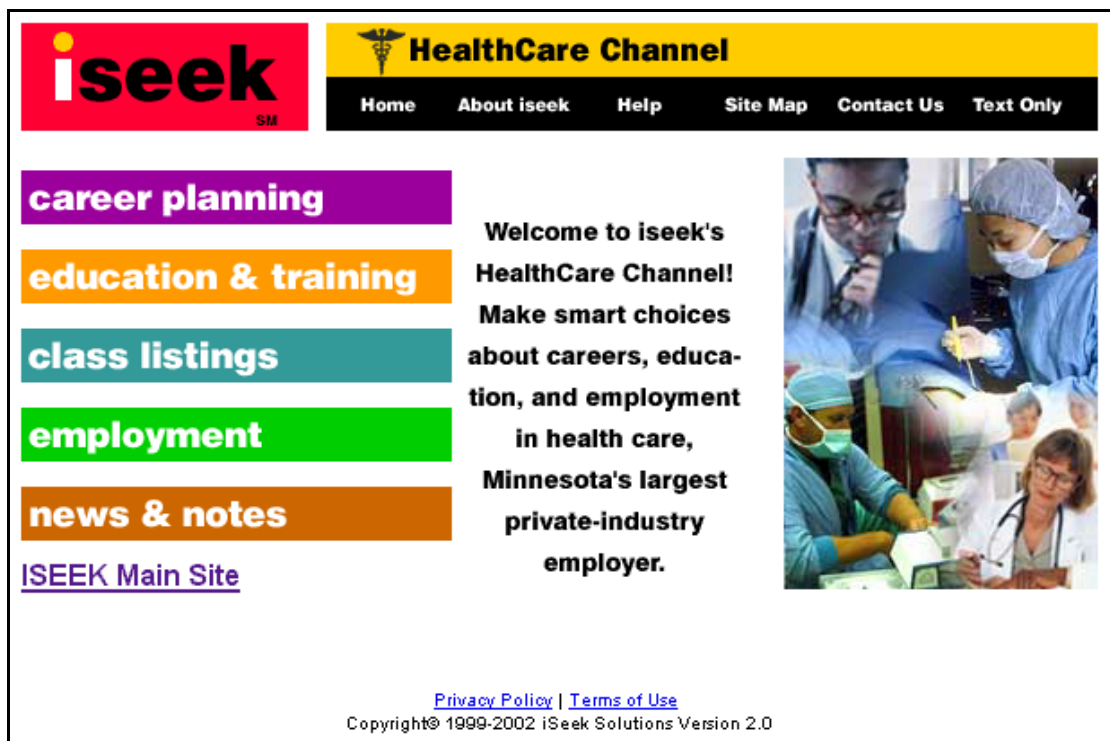 iseek
SM
HealthCare Channel
Home About iseek Help Site Map Contact Us Text Only
career planning
education & training
class listings
employment
news & notes
ISEEK Main Site
Welcome to iseek's
HealthCare Channel!
Make smart choices
about careers, educa-
tion, and employment
in health care,
Minnesota's largest
private-industry
employer.
Privacy Policy | Terms of Use
Copyright© 1999-2002 iSeek Solutions Version 2.0